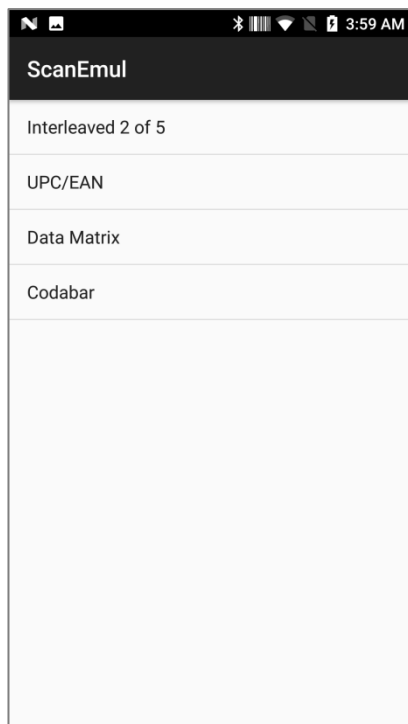 3:59 AM
ScanEmul
Interleaved 2 of 5
UPC/EAN
Data Matrix
Codabar